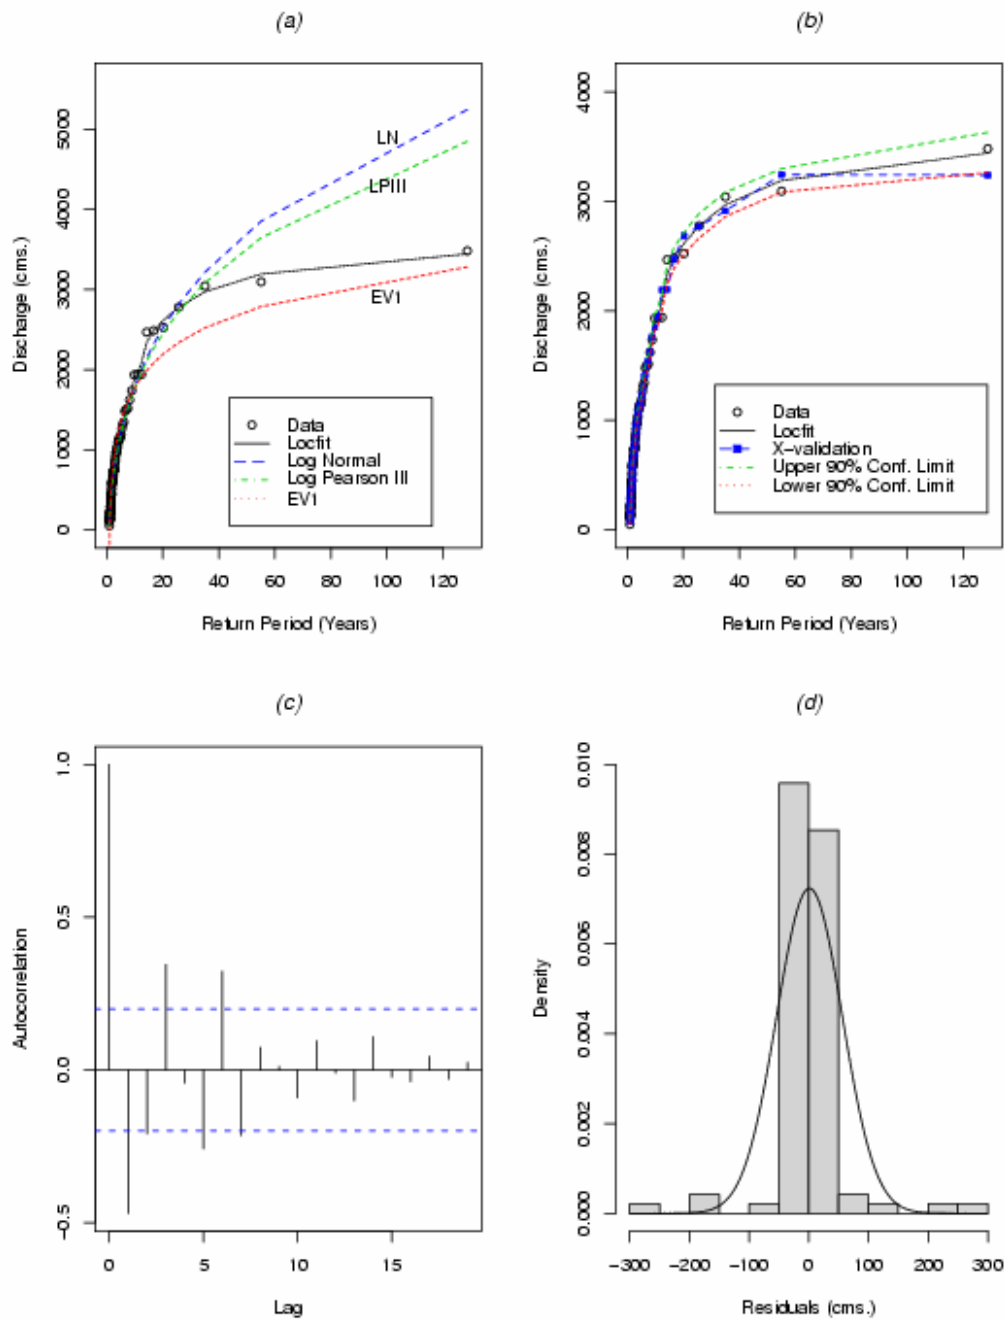 (a)
5000
4000
3000
2000
1000
0
Discharge (cms.)
LN
LPIII
EV1
Data
Locfit
Log Normal
Log Pearson III
EV1
0 20 40 60 80 100 120
Return Period (Years)
(b)
4000
3000
2000
1000
0
Discharge (cms.)
Data
Locfit
X-validation
Upper 90% Conf. Limit
Lower 90% Conf. Limit
0 20 40 60 80 100 120
Return Period (Years)
(c)
1.0
0.5
0.0
-0.5
Autocorrelation
0 5 10 15
Lag
(d)
0.010
0.008
0.006
0.004
0.002
0.000
Density
-300 -200 -100 0 100 200 300
Residuals (cms.)